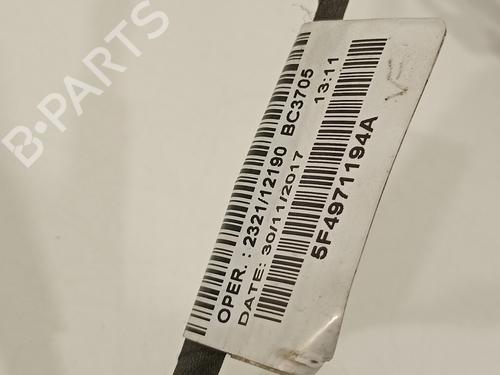 B-PARTS
OPER. : 2321/12190 BC3705
DATE: 30/11/2017 13:11
5F4971194A